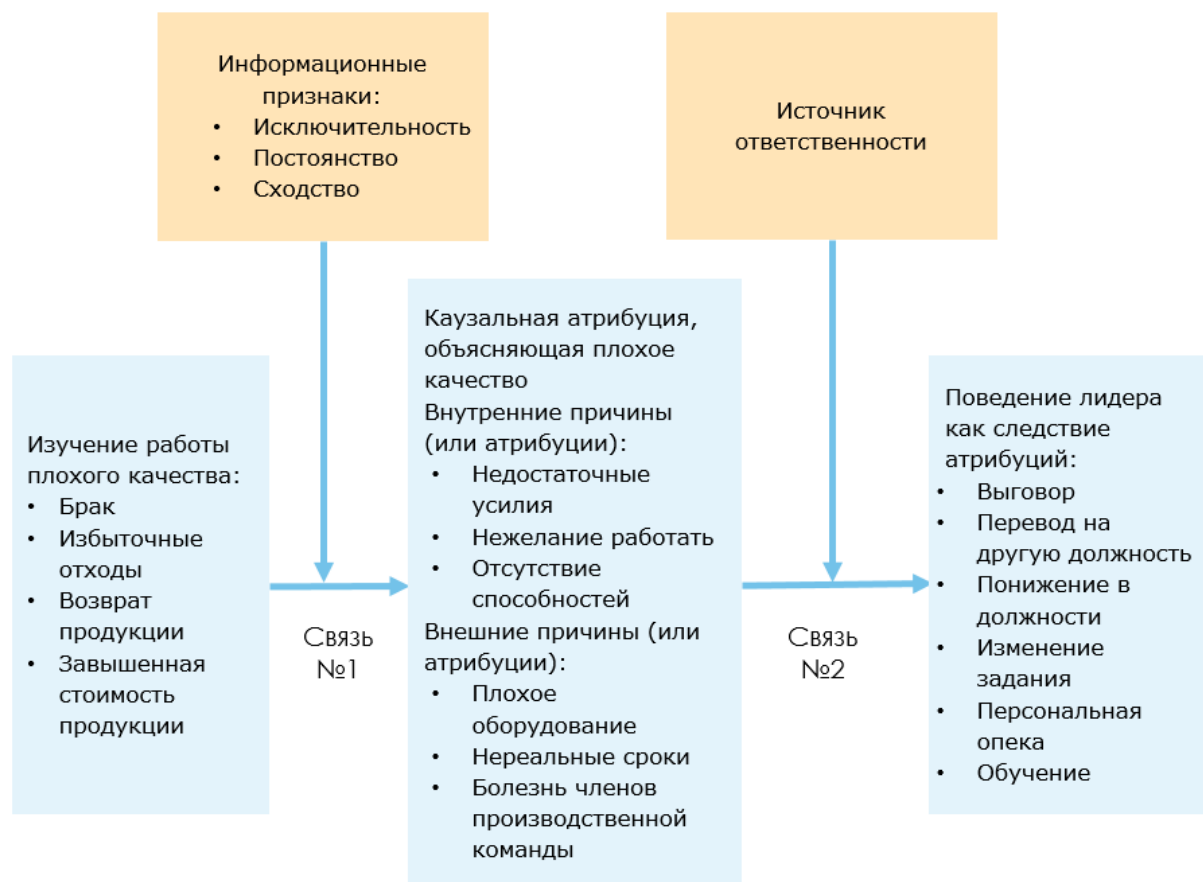 Информационные
признаки:
• Исключительность
• Постоянство
• Сходство
Источник
ответственности
Изучение работы
плохого качества:
• Брак
• Избыточные
отходы
• Возврат
продукции
• Завышенная
стоимость
продукции
Связь
№1
Каузальная атрибуция,
объясняющая плохое
качество
Внутренние причины
(или атрибуции):
• Недостаточные
усилия
• Нежелание работать
• Отсутствие
способностей
Внешние причины (или
атрибуции):
• Плохое
оборудование
• Нереальные сроки
• Болезнь членов
производственной
команды
Связь
№2
Поведение лидера
как следствие
атрибуций:
• Выговор
• Перевод на
другую должность
• Понижение в
должности
• Изменение
задания
• Персональная
опека
• Обучение